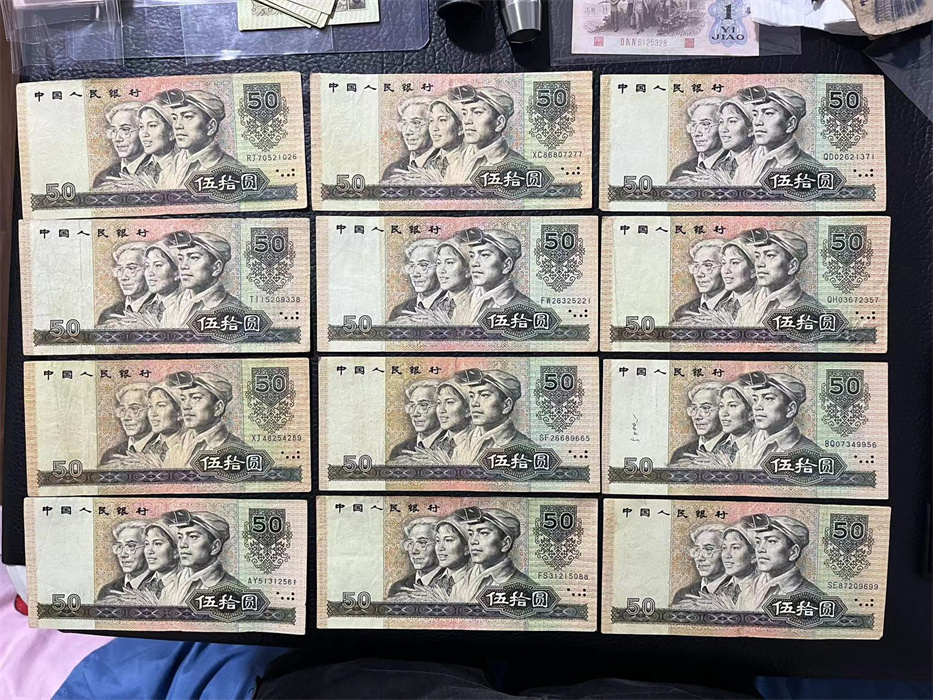 1
YI
JIAO
中国人民银行
50
RJ70521026
50
伍拾圆
中国人民银行
50
XC86807277
50
伍拾圆
中国人民银行
50
QD02621371
50
伍拾圆
中国人民银行
50
TI15209338
50
伍拾圆
中国人民银行
50
FW26325221
50
伍拾圆
中国人民银行
50
QH03672357
50
伍拾圆
中国人民银行
50
XT48254289
50
伍拾圆
中国人民银行
50
SF26689665
50
伍拾圆
中国人民银行
50
BQ07349956
50
伍拾圆
中国人民银行
50
AY51312561
50
伍拾圆
中国人民银行
50
FS31215088
50
伍拾圆
中国人民银行
50
SE87209699
50
伍拾圆